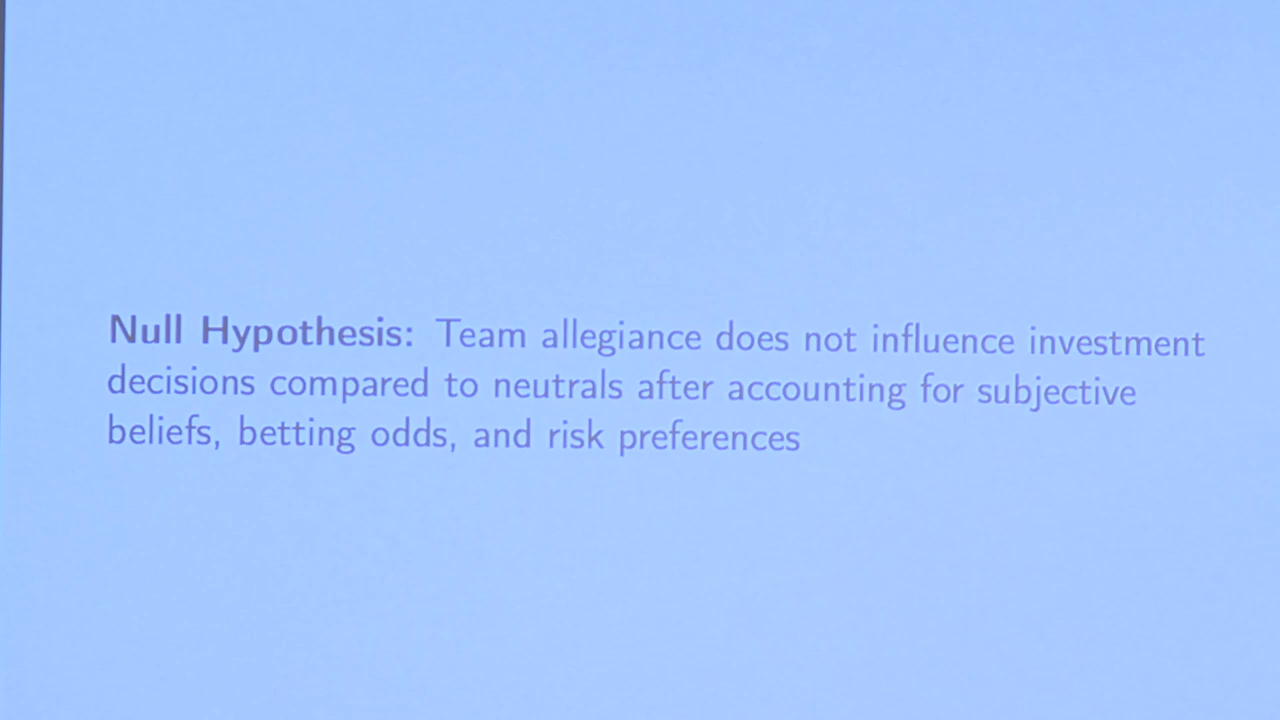 Null Hypothesis: Team allegiance does not influence investment
decisions compared to neutrals after accounting for subjective
beliefs, betting odds, and risk preferences